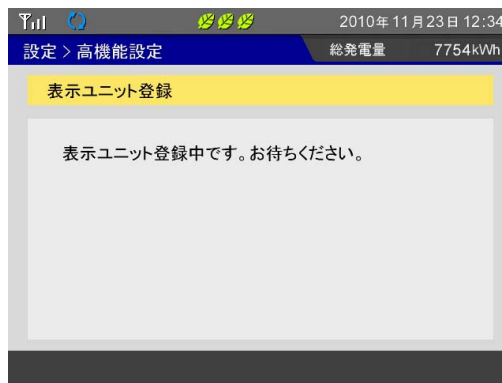 2010年11月23日 12:34
設定 > 高機能設定
総発電量 7754kWh
表示ユニット登録
表示ユニット登録中です。お待ちください。